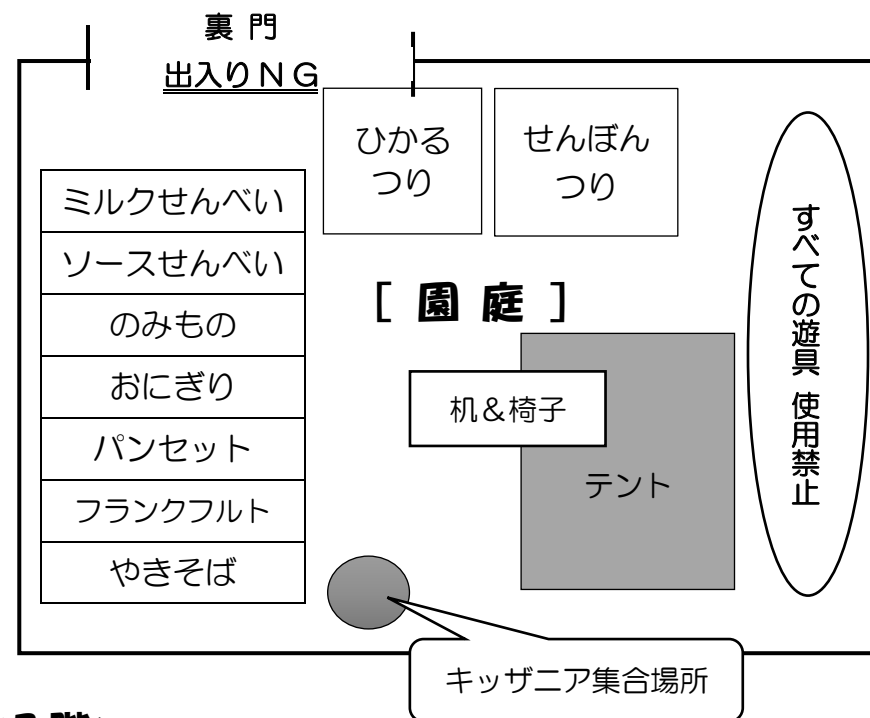 裏 門
出入りＮＧ
ひかる
つり
せんぼん
つり
ミルクせんべい
ソースせんべい
のみもの
おにぎり
パンセット
フランクフルト
やきそば
[ 園 庭 ]
机＆椅子
テント
すべての遊具 使用禁止
キッザニア集合場所